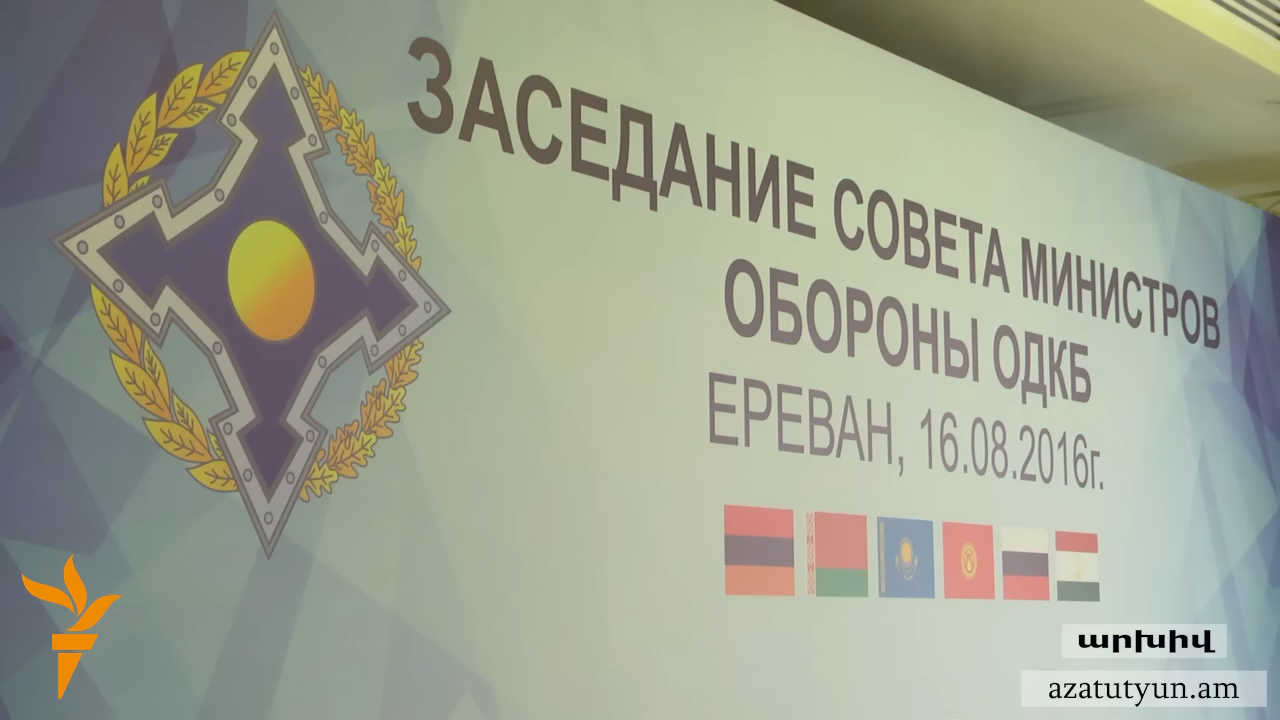 ЗАСЕДАНИЕ СОВЕТА МИНИСТРОВ
ОБОРОНЫ ОДКБ
ЕРЕВАН, 16.08.2016г.
արխիվ
azatutyun.am